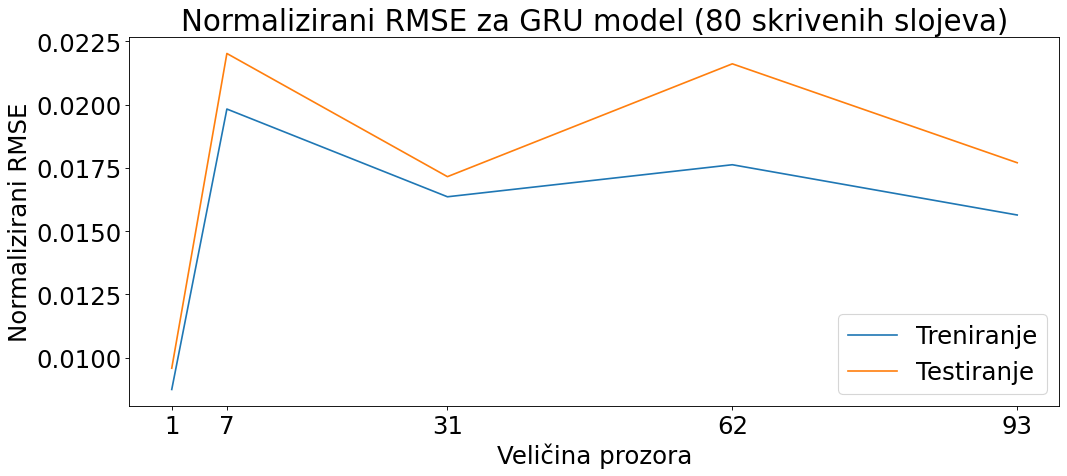 Normalizirani RMSE za GRU model (80 skrivenih slojeva)
Normalizirani RMSE
0.0225
0.0200
0.0175
0.0150
0.0125
0.0100
Treniranje
Testiranje
1 7 31 62 93
Veličina prozora